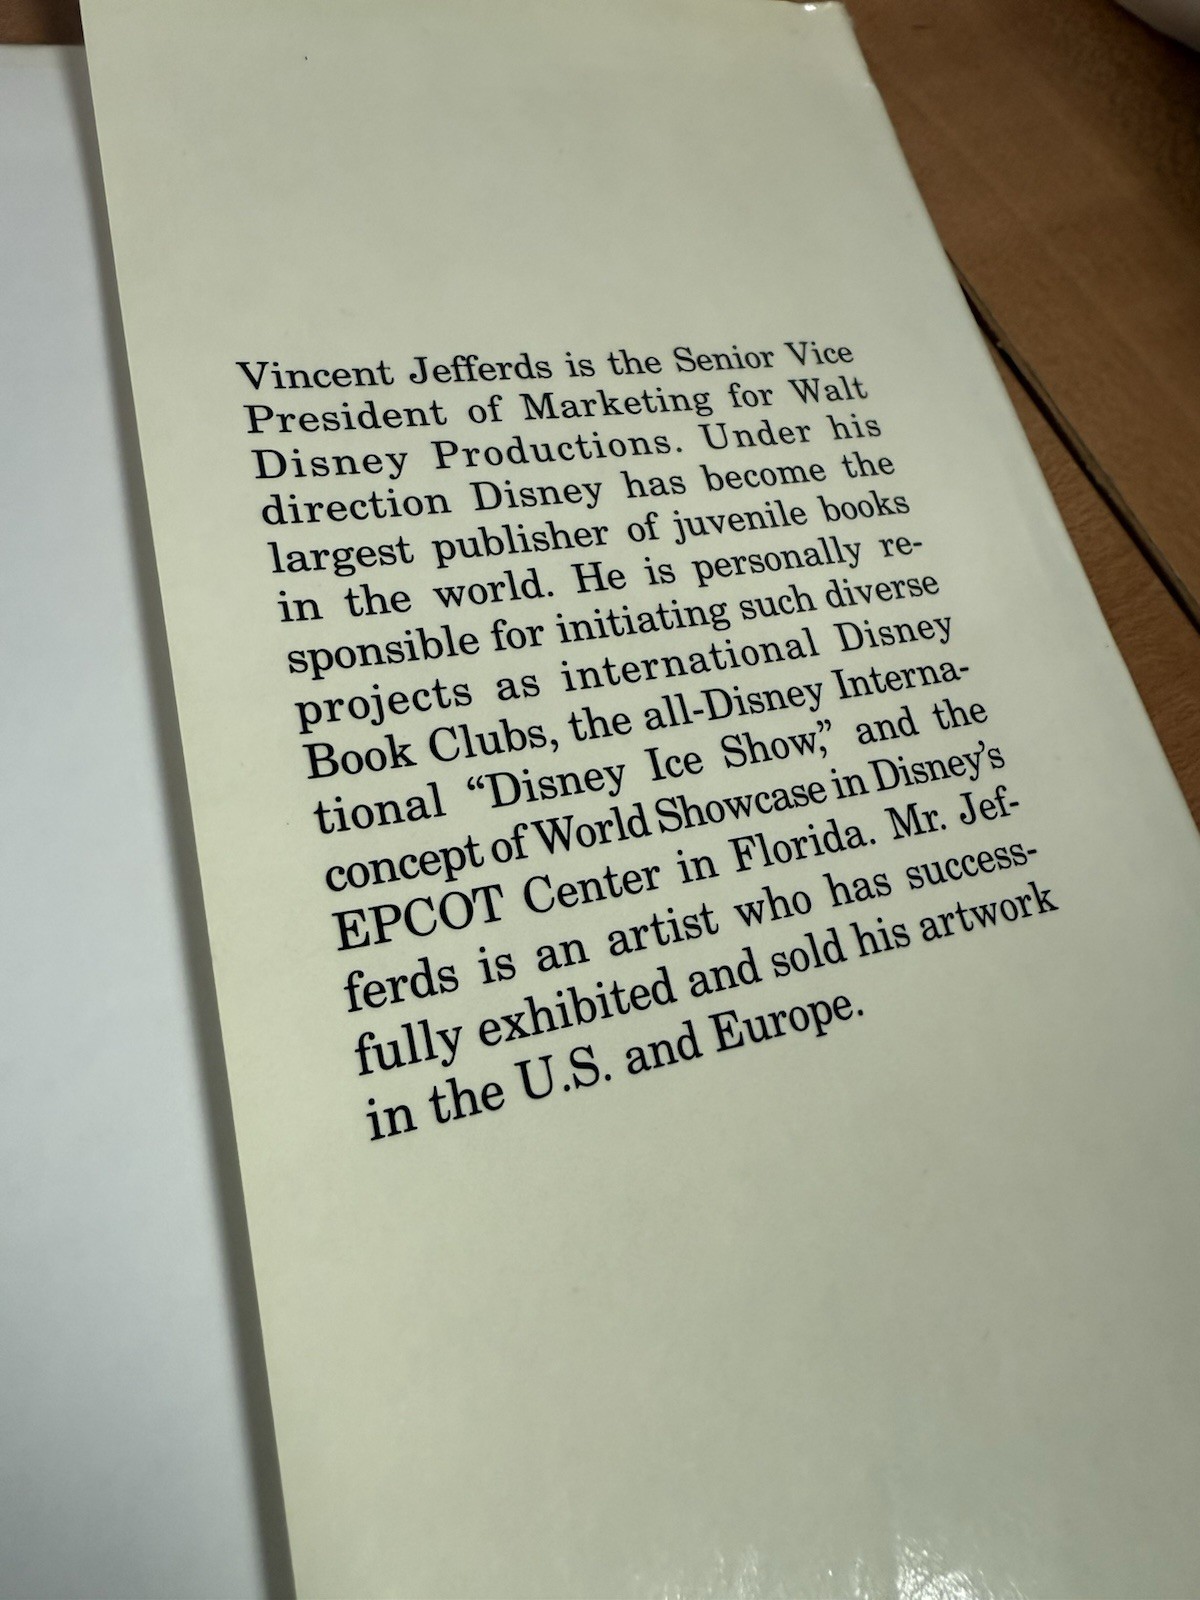 Vincent Jefferds is the Senior Vice
President of Marketing for Walt
Disney Productions. Under his
direction Disney has become the
largest publisher of juvenile books
in the world. He is personally re-
sponsible for initiating such diverse
projects as international Disney
Book Clubs, the all-Disney Interna-
tional “Disney Ice Show,” and the
concept of World Showcase in Disney’s
EPCOT Center in Florida. Mr. Jef-
ferds is an artist who has success-
fully exhibited and sold his artwork
in the U.S. and Europe.